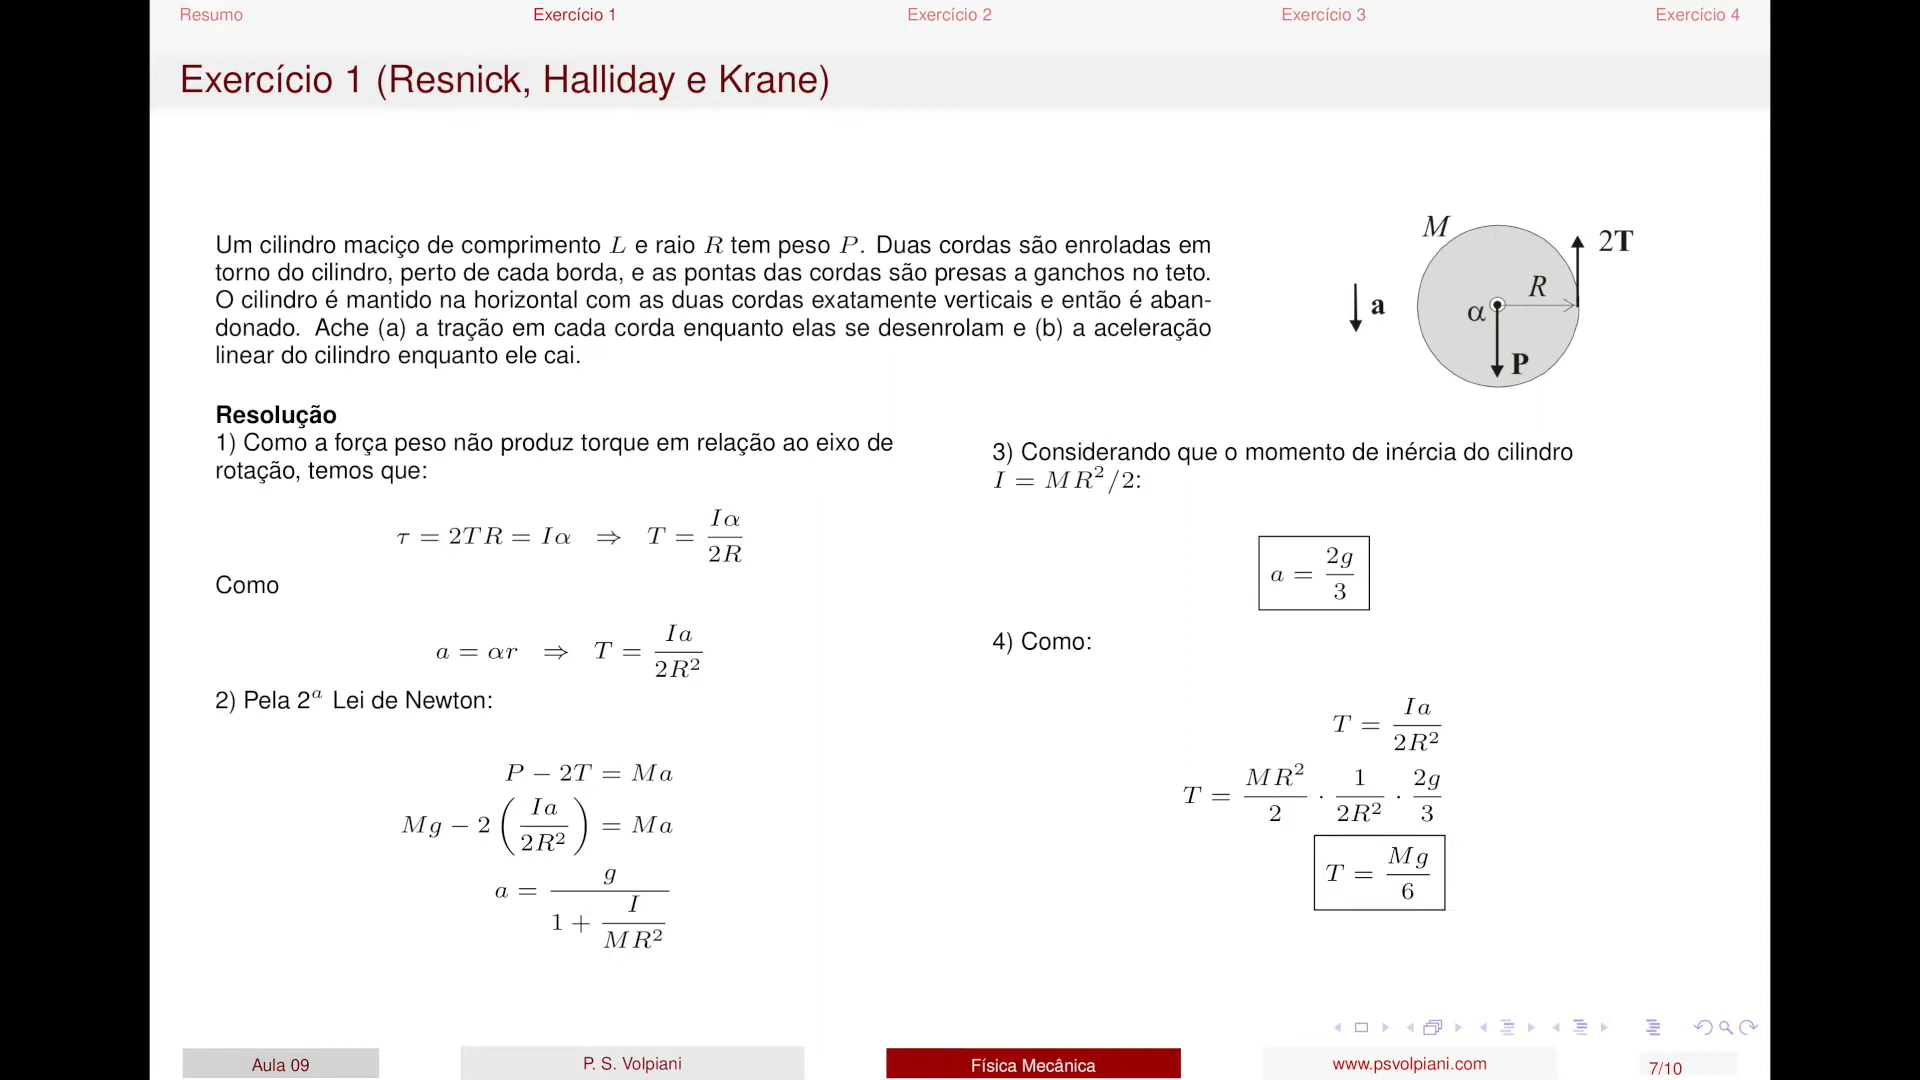 Resumo Exercício 1 Exercício 2 Exercício 3 Exercício 4
Exercício 1 (Resnick, Halliday e Krane)
Um cilindro maciço de comprimento L e raio R tem peso P. Duas cordas são enroladas em
torno do cilindro, perto de cada borda, e as pontas das cordas são presas a ganchos no teto.
O cilindro é mantido na horizontal com as duas cordas exatamente verticais e então é aban-
donado. Ache (a) a tração em cada corda enquanto elas se desenrolam e (b) a aceleração
linear do cilindro enquanto ele cai.
M
2T
R
a
α
P
Resolução
1) Como a força peso não produz torque em relação ao eixo de
rotação, temos que:
τ = 2TR = Iα ⇒ T = Iα / 2R
Como
a = αr ⇒ T = Ia / 2R²
2) Pela 2ª Lei de Newton:
P − 2T = Ma
Mg − 2 (Ia / 2R²) = Ma
a = g / (1 + I / MR²)
3) Considerando que o momento de inércia do cilindro
I = MR²/2:
a = 2g / 3
4) Como:
T = Ia / 2R²
T = MR² / 2 · 1 / 2R² · 2g / 3
T = Mg / 6
Aula 09 P. S. Volpiani Física Mecânica www.psvolpiani.com 7/10